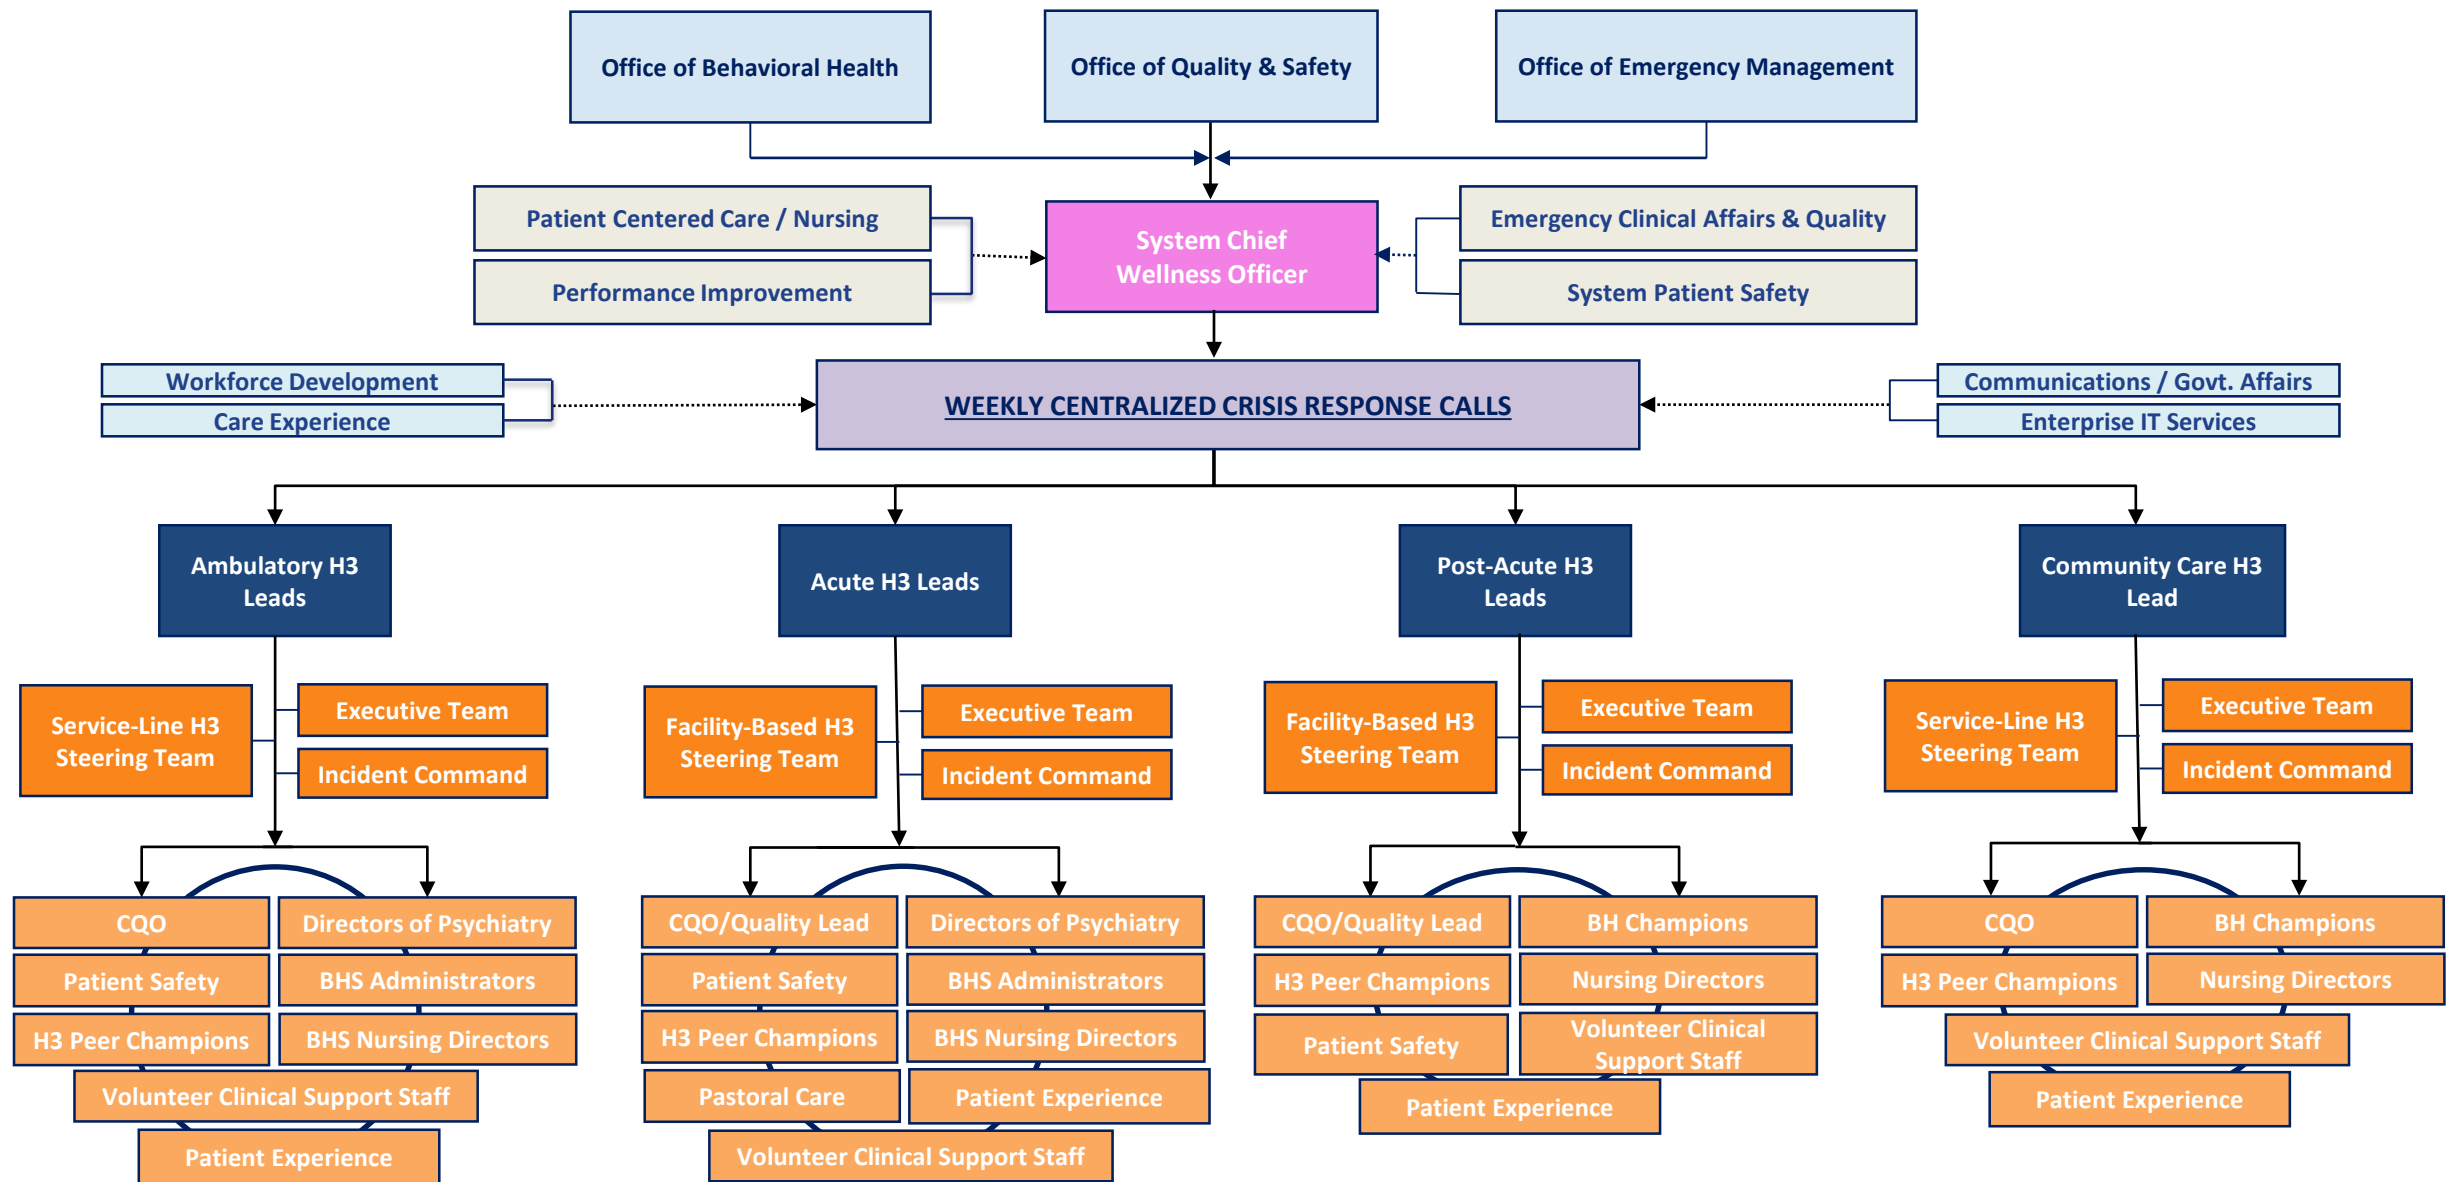 Office of Behavioral Health
Office of Quality & Safety
Office of Emergency Management
Patient Centered Care / Nursing
Performance Improvement
System Chief
Wellness Officer
Emergency Clinical Affairs & Quality
System Patient Safety
Workforce Development
Care Experience
WEEKLY CENTRALIZED CRISIS RESPONSE CALLS
Communications / Govt. Affairs
Enterprise IT Services
Ambulatory H3
Leads
Acute H3 Leads
Post-Acute H3
Leads
Community Care H3
Lead
Service-Line H3
Steering Team
Executive Team
Incident Command
Facility-Based H3
Steering Team
Executive Team
Incident Command
Facility-Based H3
Steering Team
Executive Team
Incident Command
Service-Line H3
Steering Team
Executive Team
Incident Command
CQO
Directors of Psychiatry
Patient Safety
BHS Administrators
H3 Peer Champions
BHS Nursing Directors
Volunteer Clinical Support Staff
Patient Experience
CQO/Quality Lead
Directors of Psychiatry
Patient Safety
BHS Administrators
H3 Peer Champions
BHS Nursing Directors
Pastoral Care
Patient Experience
Volunteer Clinical Support Staff
CQO/Quality Lead
BH Champions
H3 Peer Champions
Nursing Directors
Patient Safety
Volunteer Clinical
Support Staff
Patient Experience
CQO
BH Champions
H3 Peer Champions
Nursing Directors
Volunteer Clinical Support Staff
Patient Experience